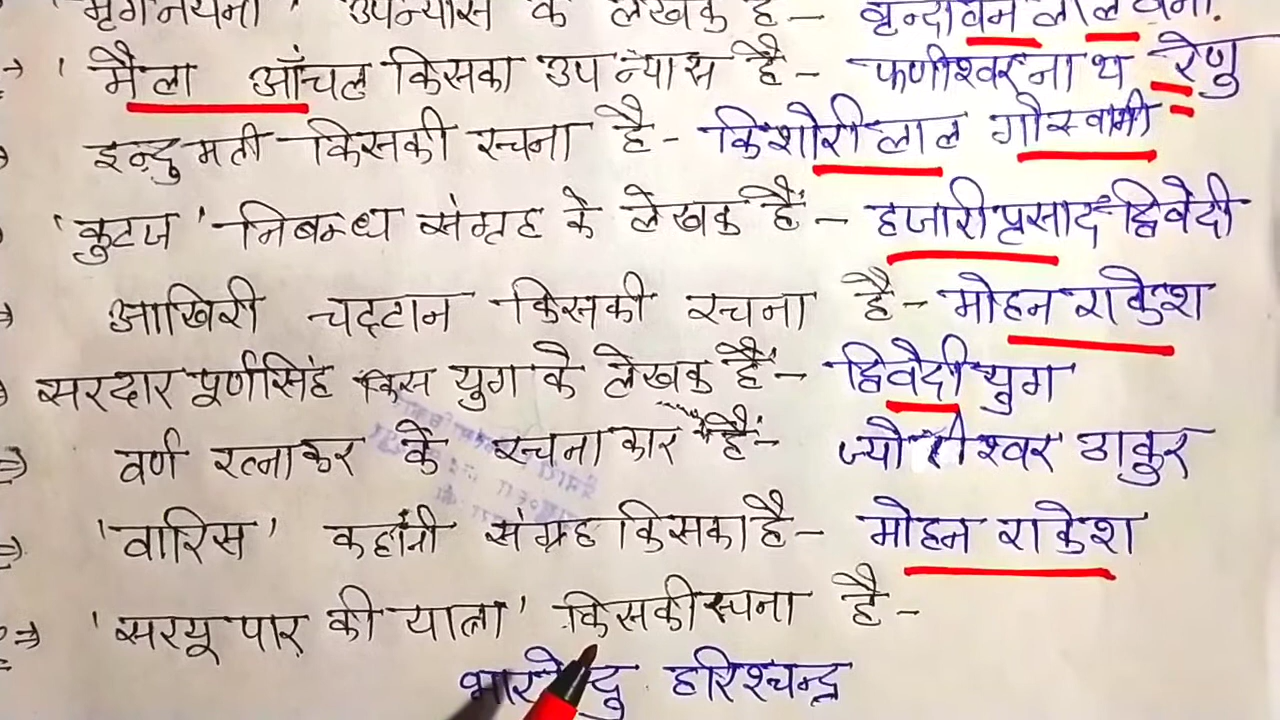 मृगनयनी' उपन्यास के लेखक है - वृन्दावन लाल वर्मा.
'मैला आँचल किसका उपन्यास है - फणीश्वरनाथ रेणु
इन्दुमती किसकी रचना है - किशोरीलाल गोस्वामी
'कुटज' निबन्ध संग्रह के लेखक हैं - हजारीप्रसाद द्विवेदी
आखिरी चट्टान किसकी रचना है - मोहन राकेश
सरदार पूर्णसिंह किस युग के लेखक हैं - द्विवेदी युग
वर्ण रत्नाकर के रचनाकार हैं - ज्योतीश्वर ठाकुर
'वारिस' कहांनी संग्रह किसका है - मोहन राकेश
'सरयू पार की यात्रा' किसकी रचना है -
हरिश्चन्द्र